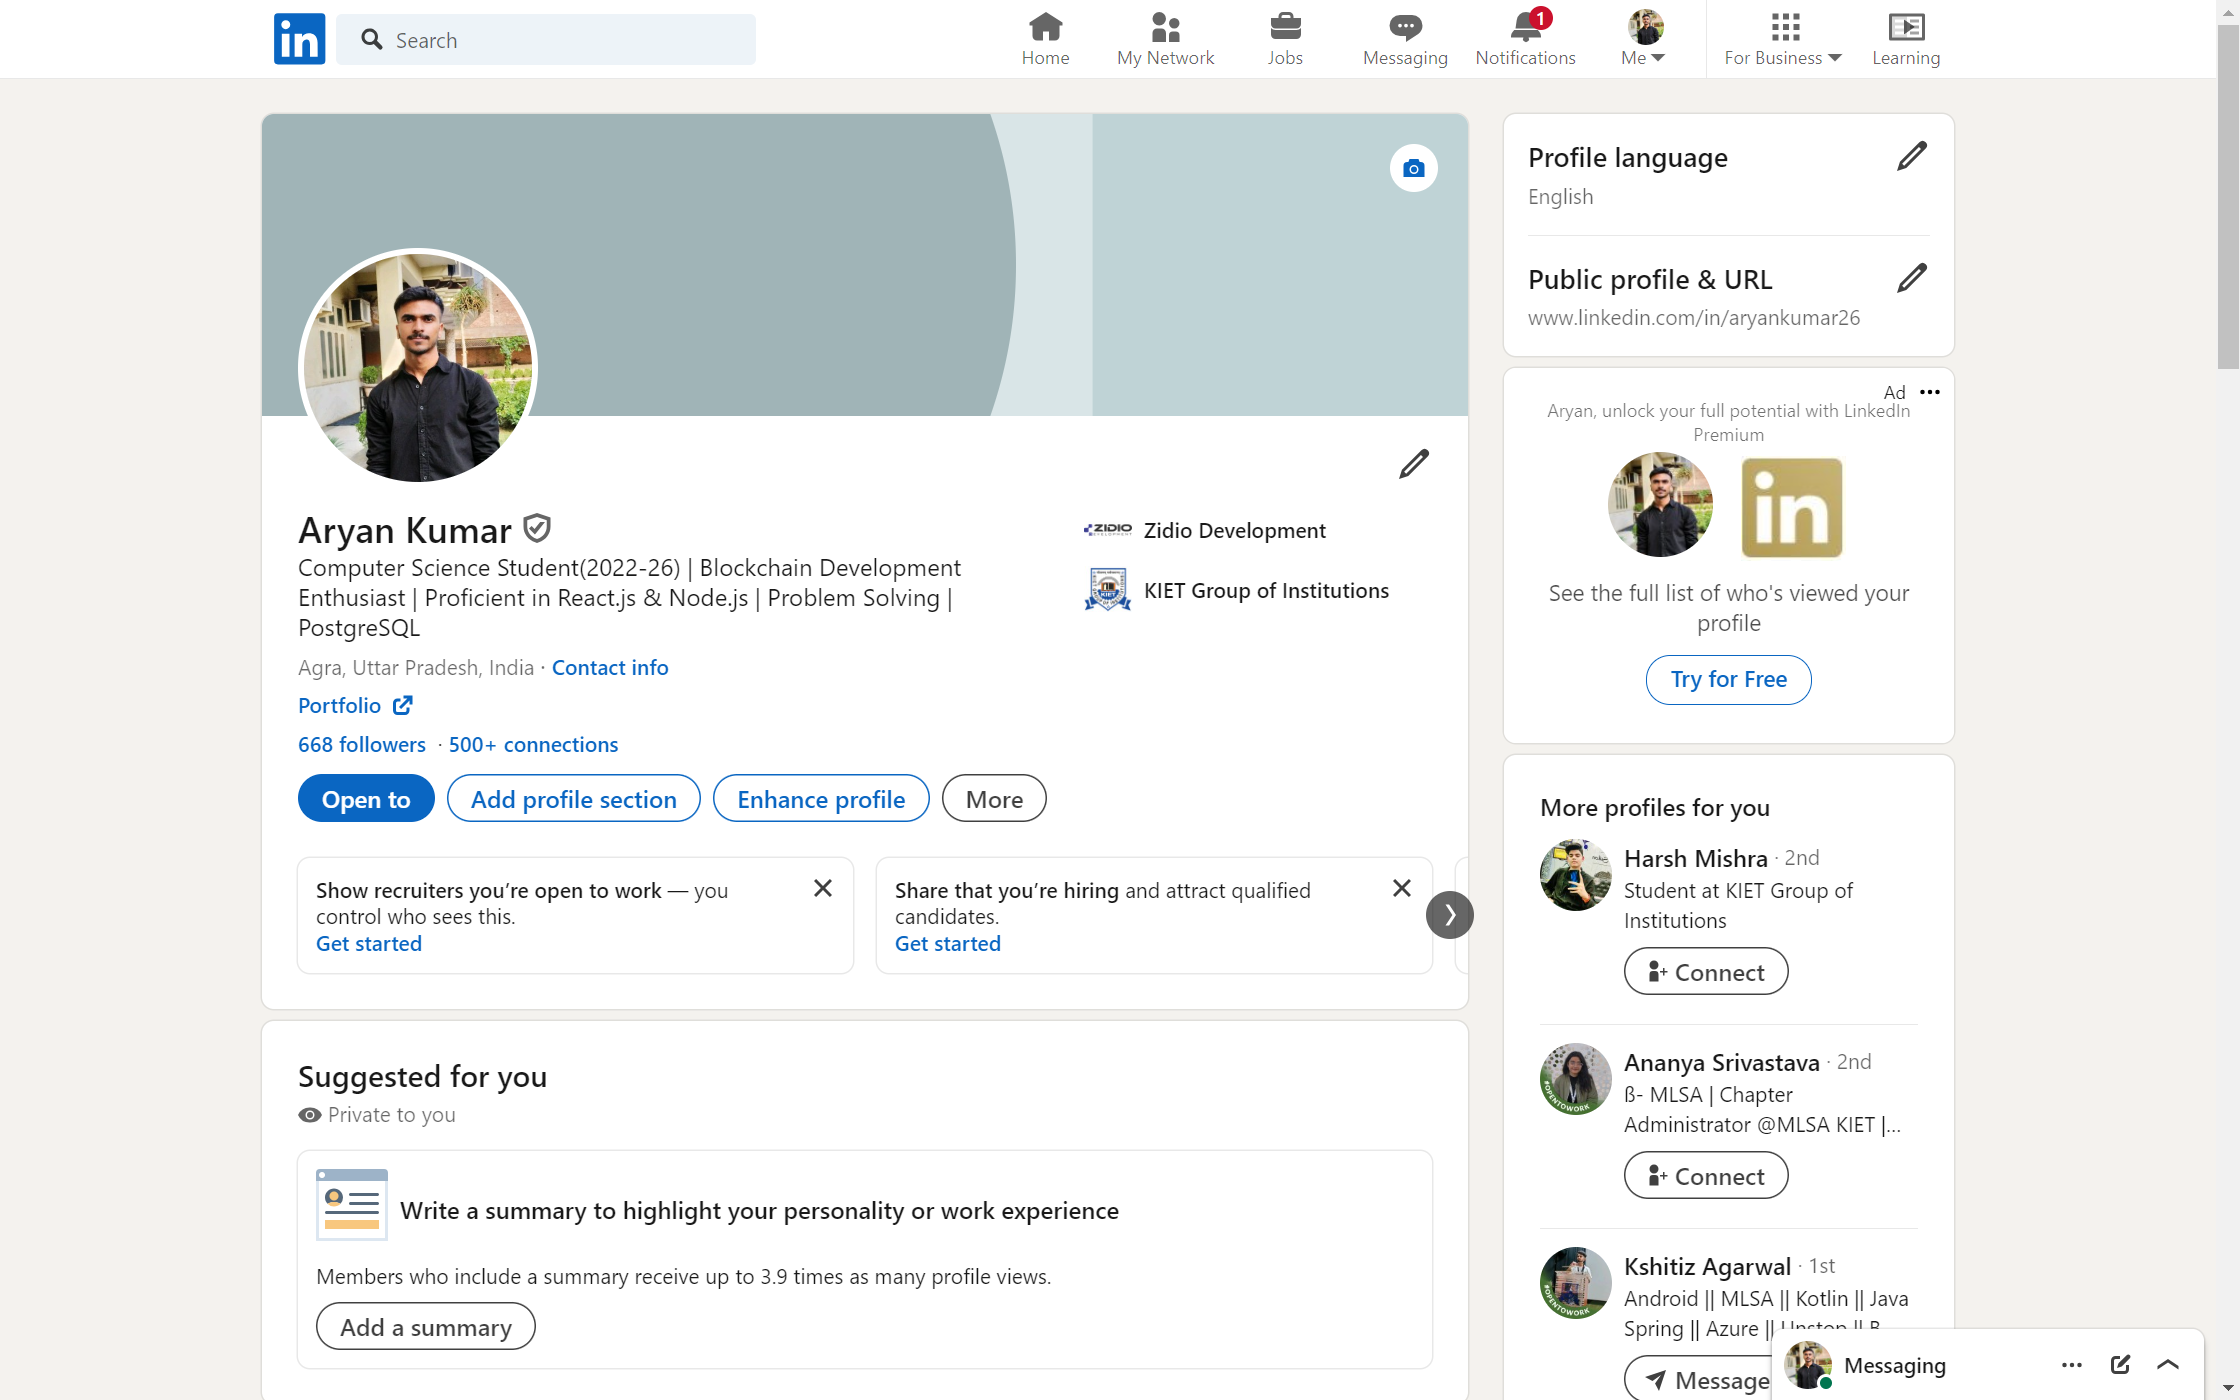 in
Search
Home
My Network
Jobs
Messaging
1
Notifications
Me
For Business
Learning
Aryan Kumar
Computer Science Student(2022-26) | Blockchain Development
Enthusiast | Proficient in React.js & Node.js | Problem Solving |
PostgreSQL
Agra, Uttar Pradesh, India · Contact info
Portfolio
668 followers · 500+ connections
Open to
Add profile section
Enhance profile
More
ZIDIO
DEVELOPMENT
Zidio Development
KIET
KIET Group of Institutions
Show recruiters you’re open to work — you
control who sees this.
Get started
Share that you’re hiring and attract qualified
candidates.
Get started
Suggested for you
Private to you
Write a summary to highlight your personality or work experience
Members who include a summary receive up to 3.9 times as many profile views.
Add a summary
Profile language
English
Public profile & URL
www.linkedin.com/in/aryankumar26
Ad
Aryan, unlock your full potential with LinkedIn
Premium
in
See the full list of who's viewed your
profile
Try for Free
More profiles for you
Harsh Mishra · 2nd
Student at KIET Group of
Institutions
Connect
#OPENTOWORK
Ananya Srivastava · 2nd
ß- MLSA | Chapter
Administrator @MLSA KIET |...
Connect
#OPENTOWORK
Kshitiz Agarwal · 1st
Android || MLSA || Kotlin || Java
Spring || Azure || Unstop || B
Message
Messaging